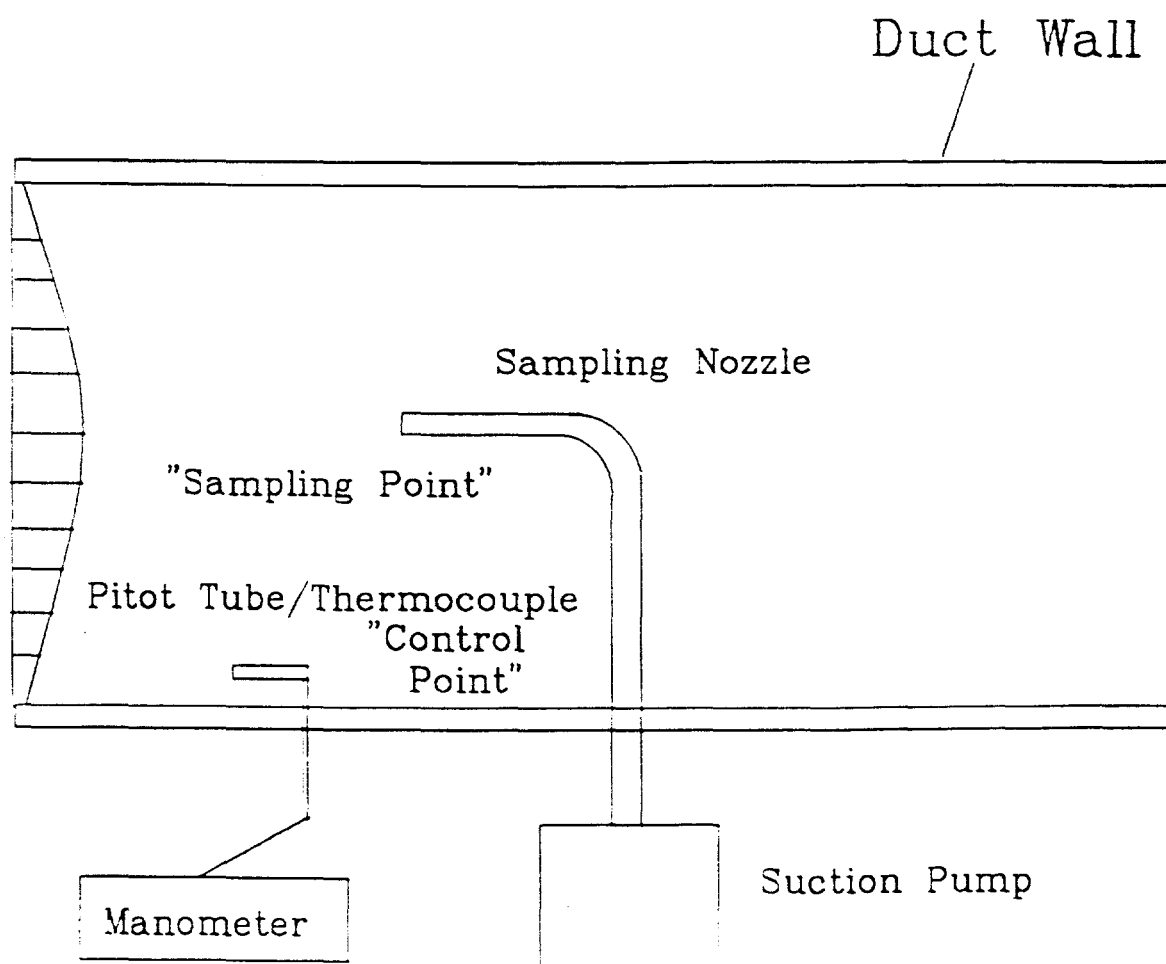 Duct Wall
Sampling Nozzle
"Sampling Point"
Pitot Tube/Thermocouple
"Control
Point"
Suction Pump
Manometer